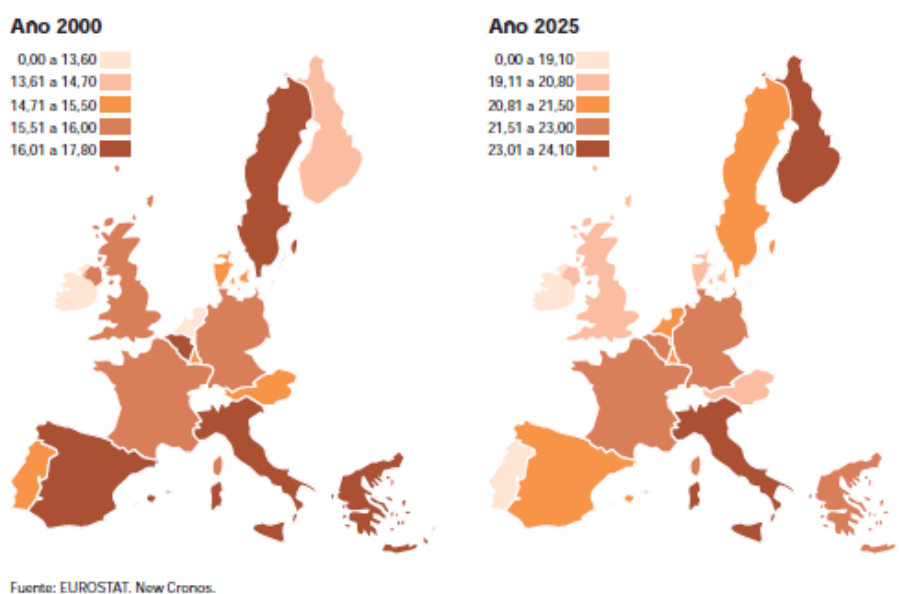 Año 2000
0,00 a 13,60
13,61 a 14,70
14,71 a 15,50
15,51 a 16,00
16,01 a 17,80
Año 2025
0,00 a 19,10
19,11 a 20,80
20,81 a 21,50
21,51 a 23,00
23,01 a 24,10
Fuente: EUROSTAT. New Cronos.